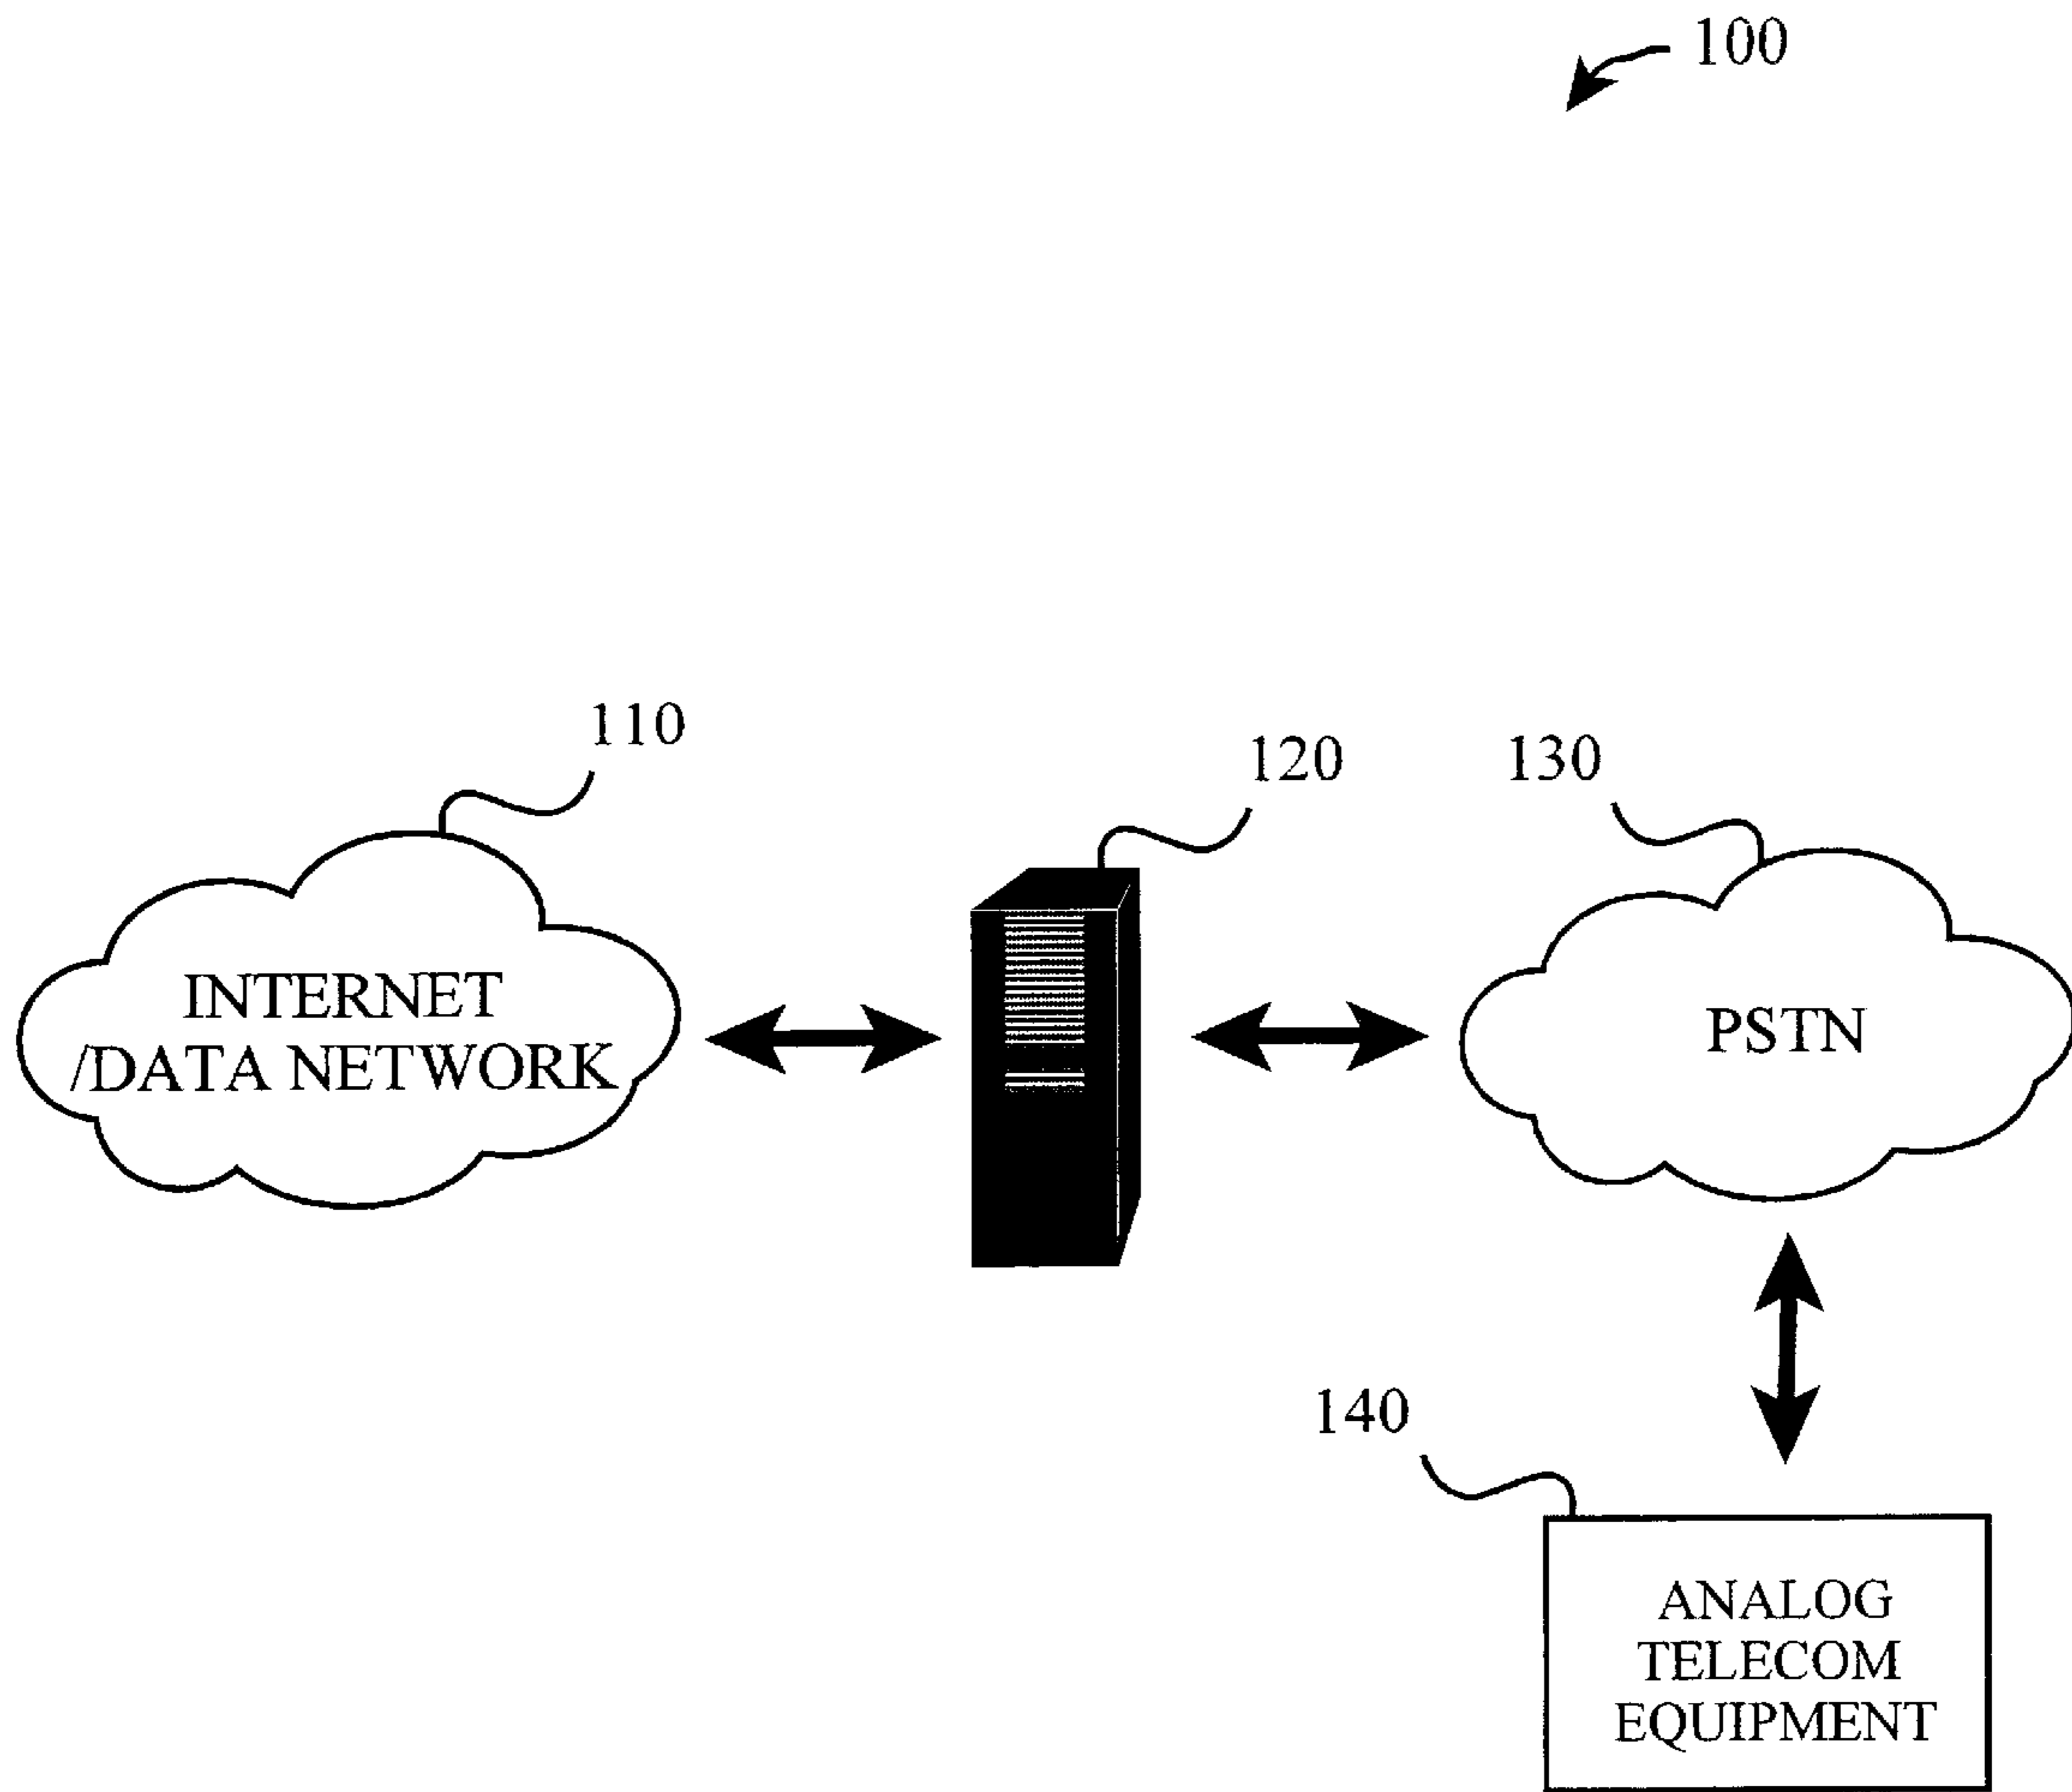 100
110
120
130
INTERNET
/DATA NETWORK
PSTN
140
ANALOG
TELECOM
EQUIPMENT